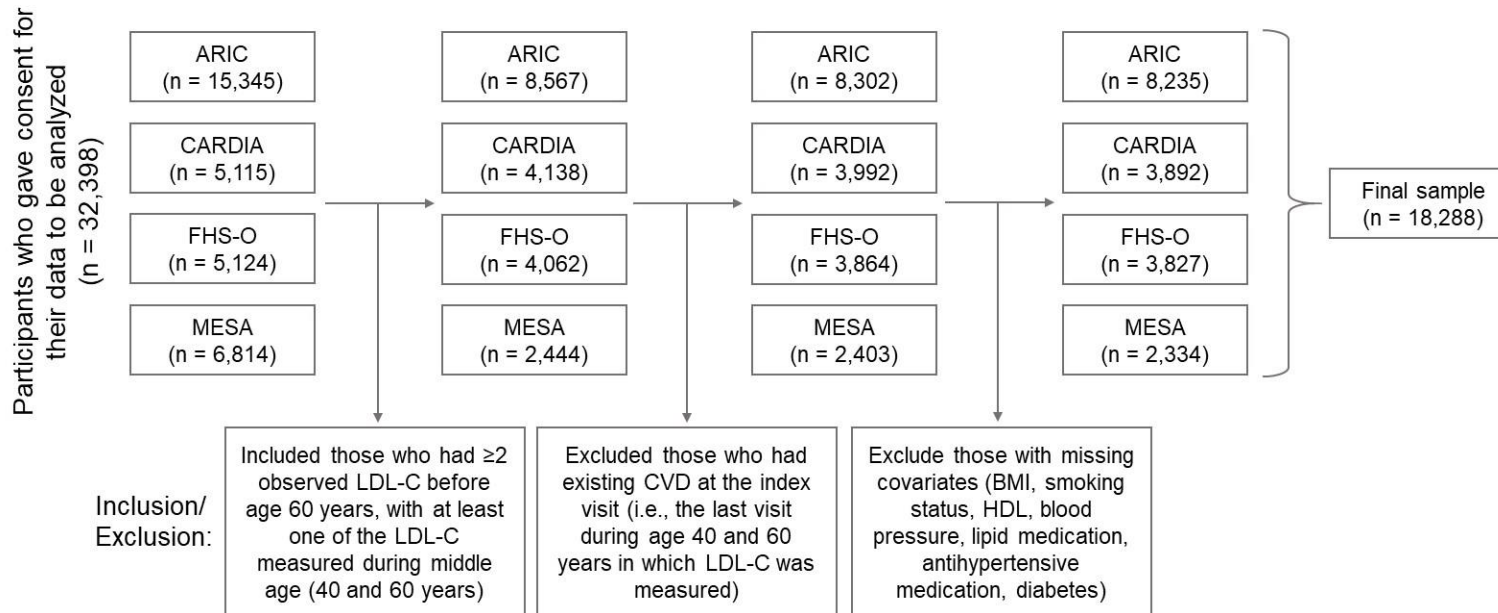 Participants who gave consent for
their data to be analyzed
(n = 32,398)
ARIC
(n = 15,345)
CARDIA
(n = 5,115)
FHS-O
(n = 5,124)
MESA
(n = 6,814)
ARIC
(n = 8,567)
CARDIA
(n = 4,138)
FHS-O
(n = 4,062)
MESA
(n = 2,444)
ARIC
(n = 8,302)
CARDIA
(n = 3,992)
FHS-O
(n = 3,864)
MESA
(n = 2,403)
ARIC
(n = 8,235)
CARDIA
(n = 3,892)
FHS-O
(n = 3,827)
MESA
(n = 2,334)
Final sample
(n = 18,288)
Inclusion/
Exclusion:
Included those who had ≥2
observed LDL-C before
age 60 years, with at least
one of the LDL-C
measured during middle
age (40 and 60 years)
Excluded those who had
existing CVD at the index
visit (i.e., the last visit
during age 40 and 60
years in which LDL-C was
measured)
Exclude those with missing
covariates (BMI, smoking
status, HDL, blood
pressure, lipid medication,
antihypertensive
medication, diabetes)